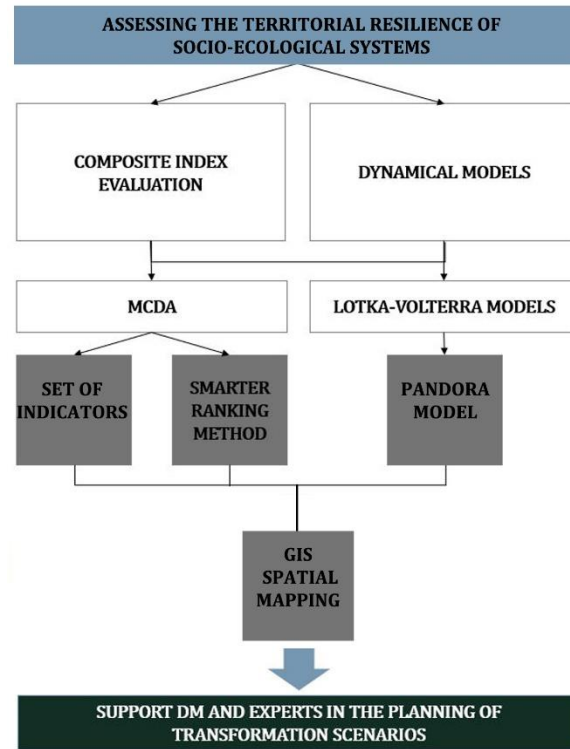 ASSESSING THE TERRITORIAL RESILIENCE OF
SOCIO-ECOLOGICAL SYSTEMS
COMPOSITE INDEX
EVALUATION
DYNAMICAL MODELS
MCDA
LOTKA-VOLTERRA MODELS
SET OF
INDICATORS
SMARTER
RANKING
METHOD
PANDORA
MODEL
GIS
SPATIAL
MAPPING
SUPPORT DM AND EXPERTS IN THE PLANNING OF
TRANSFORMATION SCENARIOS